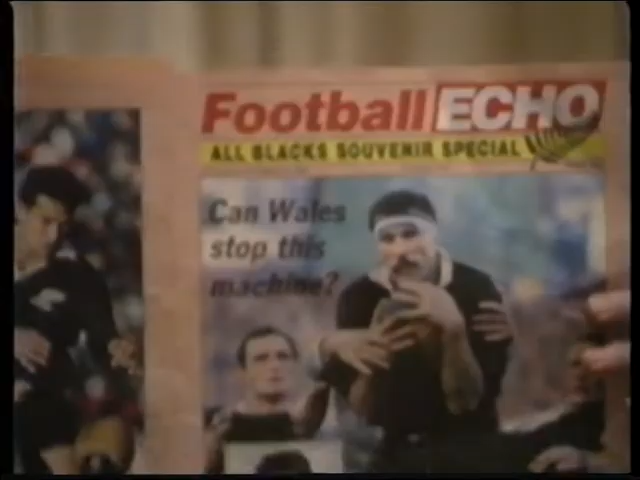 Football ECHO
ALL BLACKS SOUVENIR SPECIAL
Can Wales
stop this
machine?